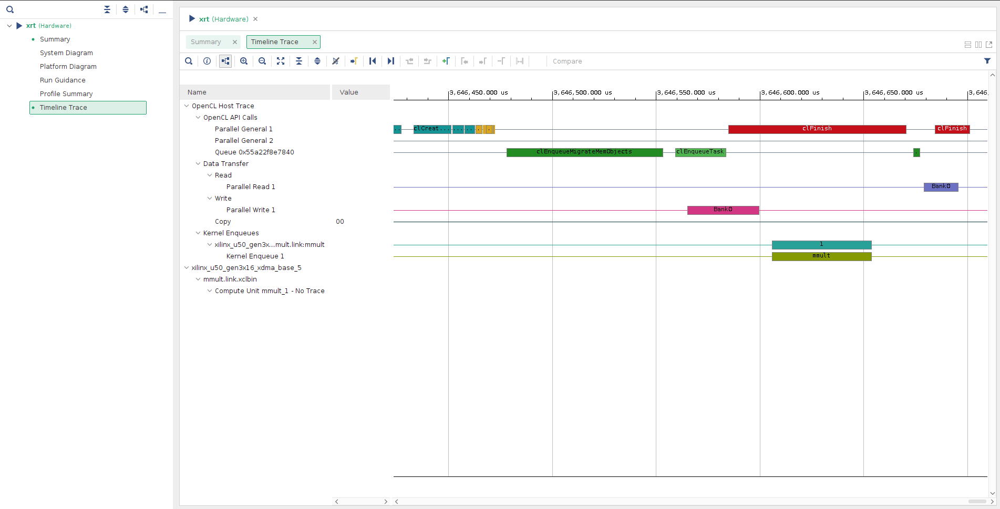 xrt (Hardware)
Summary
System Diagram
Platform Diagram
Run Guidance
Profile Summary
Timeline Trace
xrt (Hardware)
Summary
Timeline Trace
Compare
Name Value
3,646,450.000 us 3,646,500.000 us 3,646,550.000 us 3,646,600.000 us 3,646,650.000 us 3,646,
OpenCL Host Trace
OpenCL API Calls
Parallel General 1 .. clCreat... ... .. . . clFinish clFinish
Parallel General 2
Queue 0x55a22f8e7840 clEnqueueMigrateMemObjects clEnqueueTask .
Data Transfer
Read
Parallel Read 1 Bank0
Write
Parallel Write 1 Bank0
Copy 00
Kernel Enqueues
xilinx_u50_gen3x...mult.link:mmult 1
Kernel Enqueue 1 mmult
xilinx_u50_gen3x16_xdma_base_5
mmult.link.xclbin
Compute Unit mmult_1 - No Trace